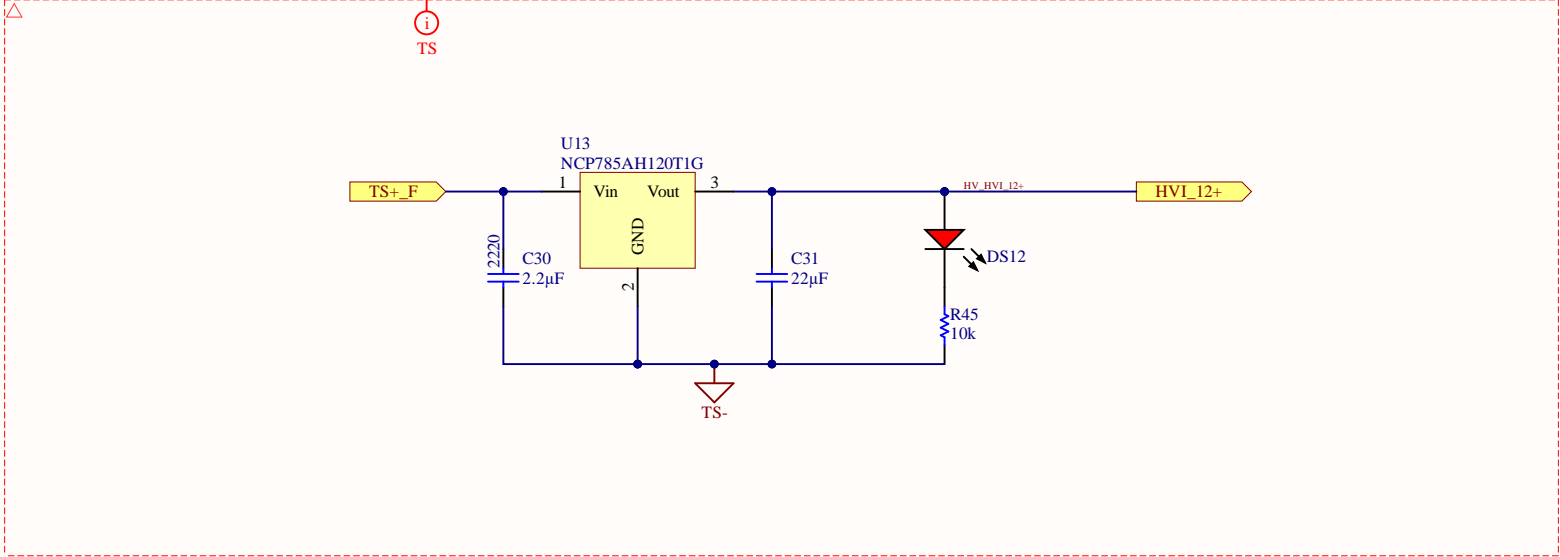 i
TS
U13
NCP785AH120T1G
TS+_F
1
Vin
Vout
3
HV_HVI_12+
HVI_12+
GND
2220
C30
2.2µF
2
C31
22µF
DS12
R45
10k
TS-